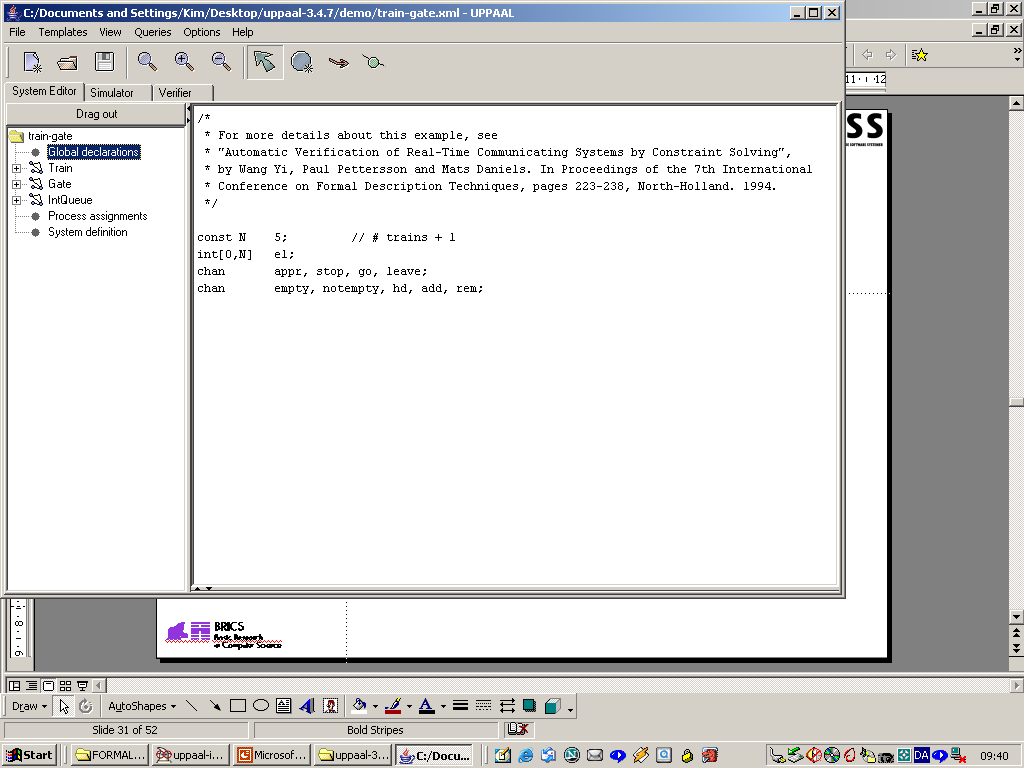 C:/Documents and Settings/Kim/Desktop/uppaal-3.4.7/demo/train-gate.xml - UPPAAL
File Templates View Queries Options Help
System Editor Simulator Verifier
Drag out
train-gate
Global declarations
Train
Gate
IntQueue
Process assignments
System definition
/*
* For more details about this example, see
* "Automatic Verification of Real-Time Communicating Systems by Constraint Solving",
* by Wang Yi, Paul Pettersson and Mats Daniels. In Proceedings of the 7th International
* Conference on Formal Description Techniques, pages 223-238, North-Holland. 1994.
*/
const N 5; // # trains + 1
int[0,N] el;
chan appr, stop, go, leave;
chan empty, notempty, hd, add, rem;
11 12
SS
8
9
BRICS
Basic Research
in Computer Science
Draw AutoShapes
Slide 31 of 52 Bold Stripes
Start FORMAL... uppaal-i... Microsof... uppaal-3... C:/Docu... DA 09:40